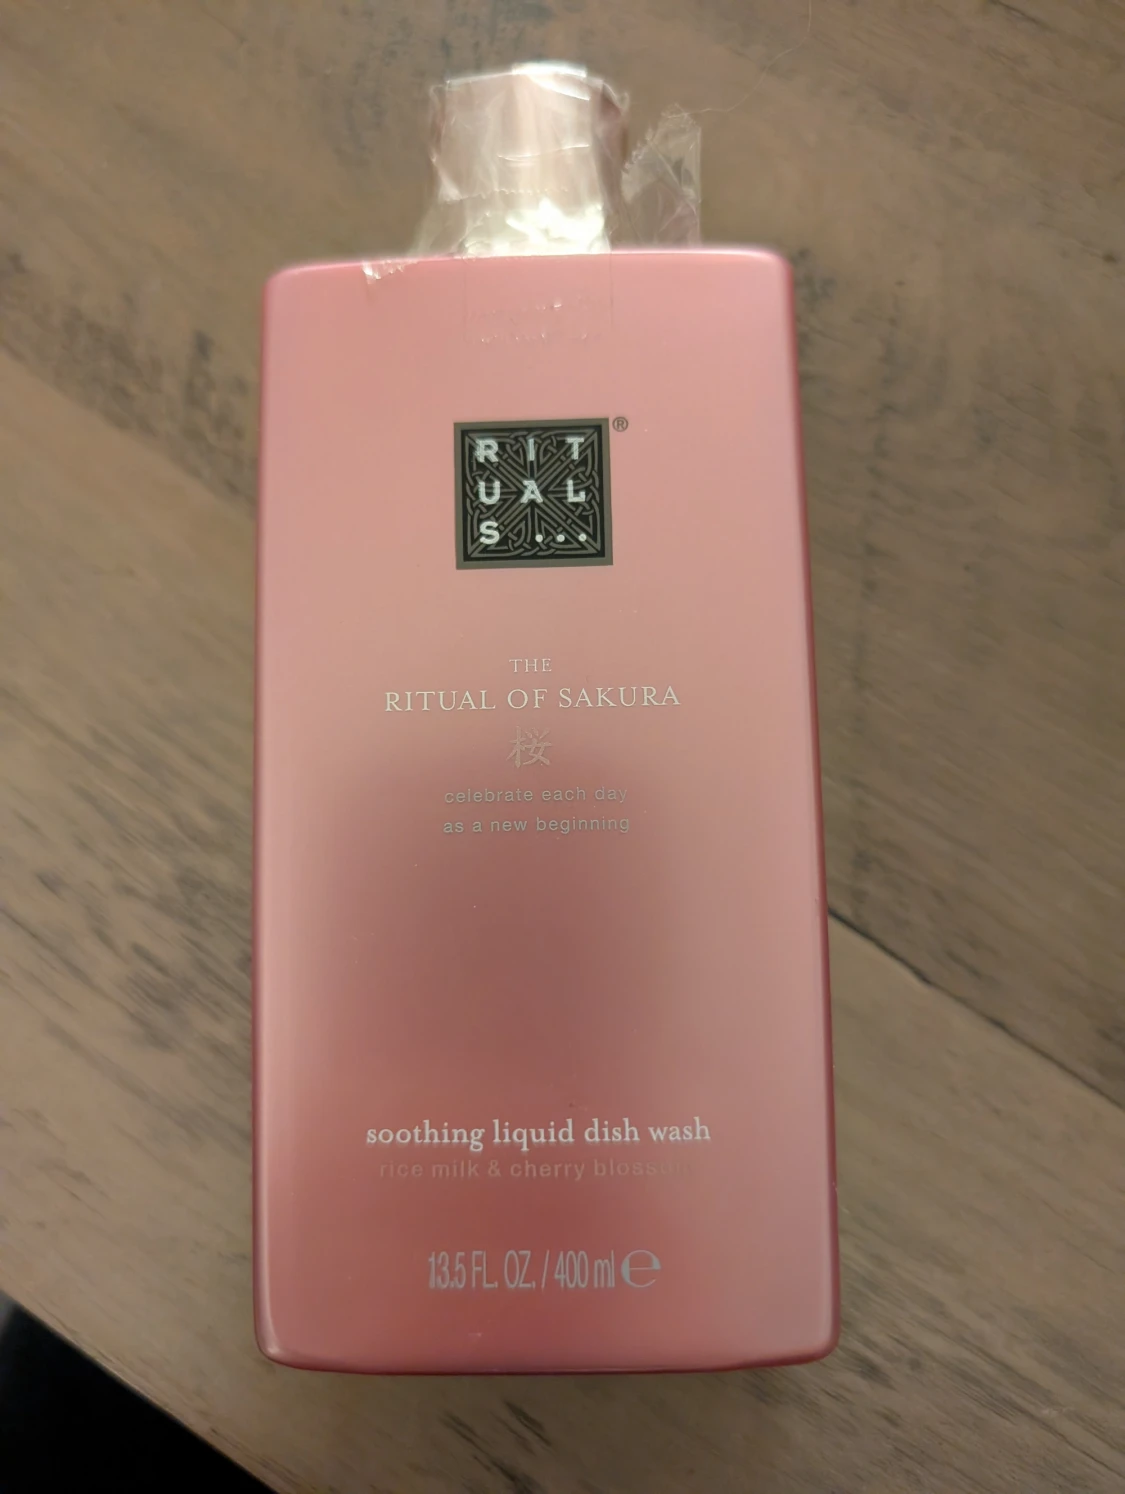 RIT
UAL
S...
®
THE
RITUAL OF SAKURA
桜
celebrate each day
as a new beginning
soothing liquid dish wash
rice milk & cherry blossom
13.5 FL. OZ. / 400 ml ℮